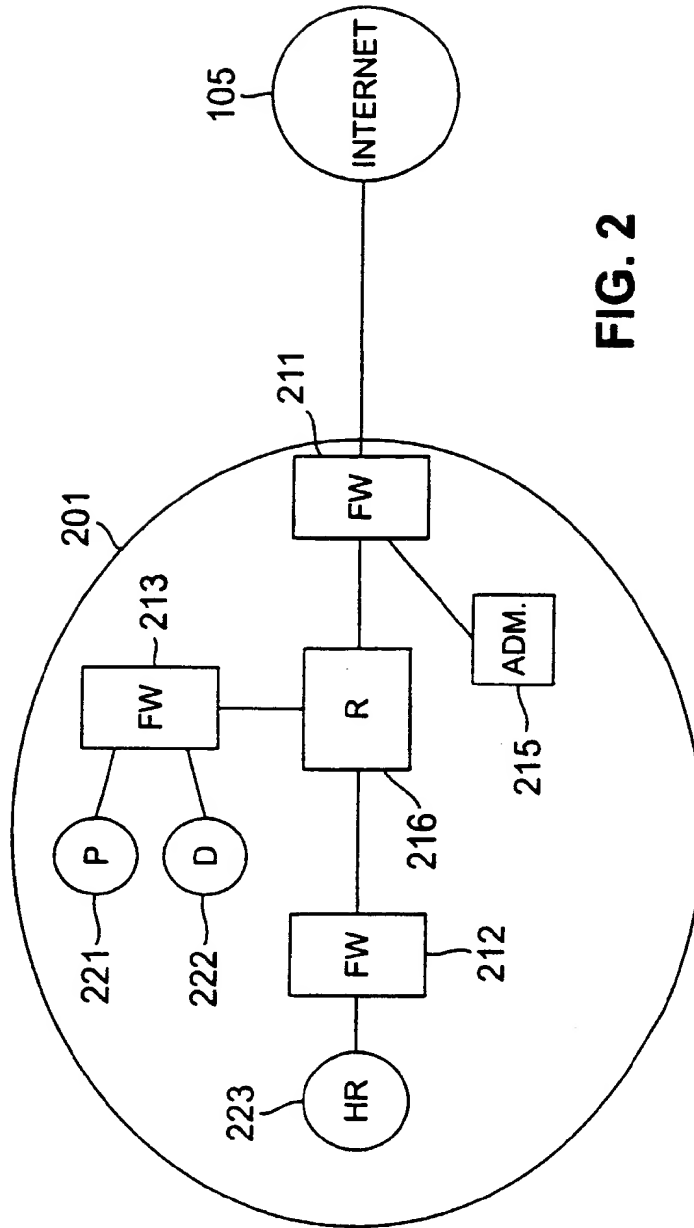 201
213
FW
P
221
D
222
HR
223
FW
212
R
216
FW
211
ADM.
215
INTERNET
105
FIG. 2